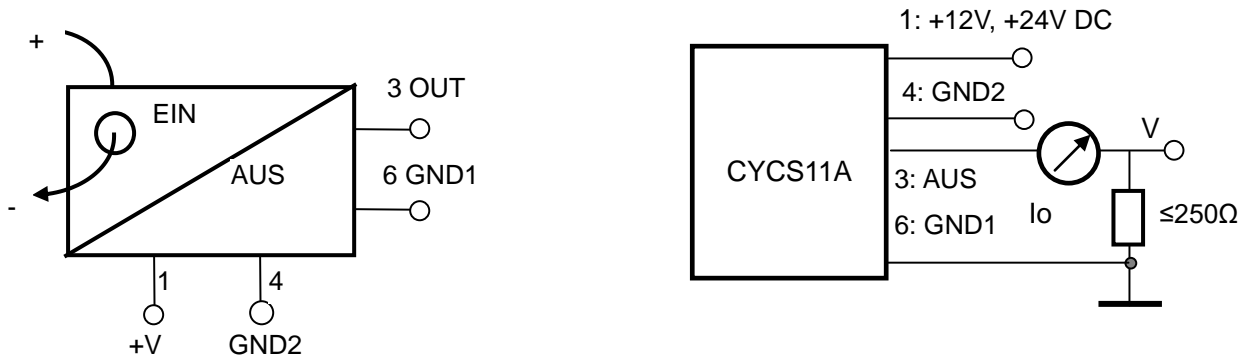 +
EIN
AUS
-
3 OUT
6 GND1
1
4
+V
GND2
1: +12V, +24V DC
4: GND2
V
CYCS11A
3: AUS
Io
≤250Ω
6: GND1